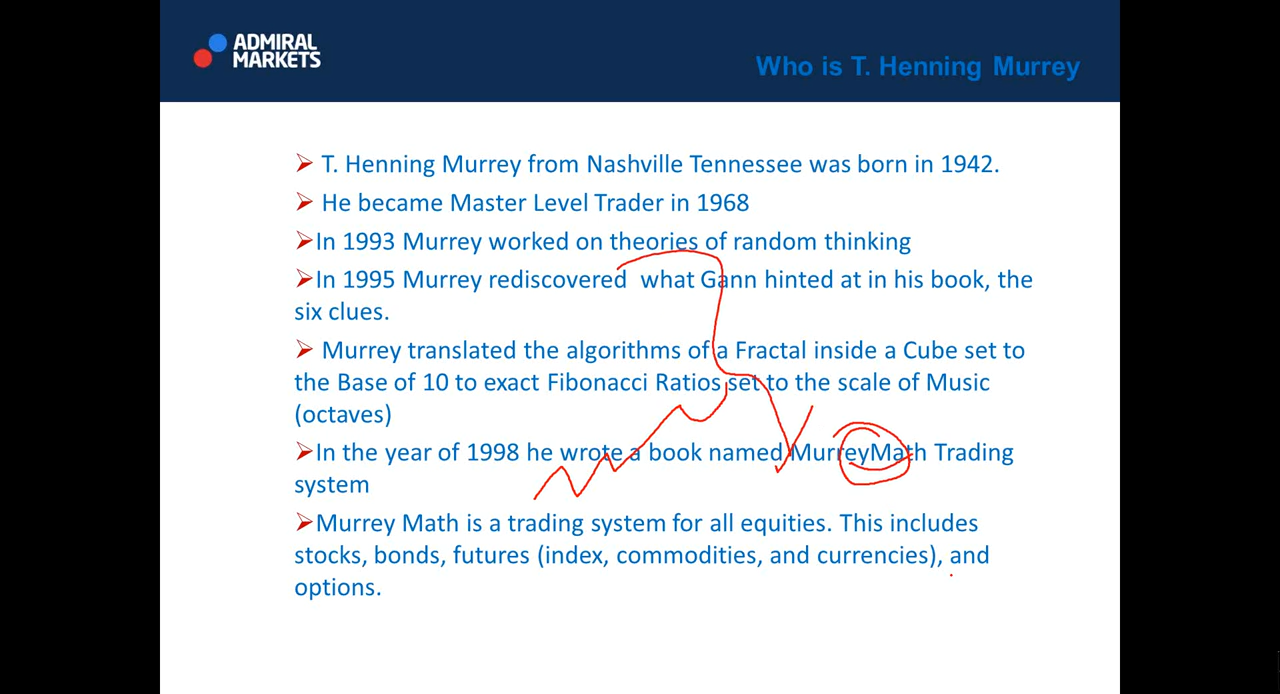 ADMIRAL
MARKETS
Who is T. Henning Murrey
➢ T. Henning Murrey from Nashville Tennessee was born in 1942.
➢ He became Master Level Trader in 1968
➢In 1993 Murrey worked on theories of random thinking
➢In 1995 Murrey rediscovered what Gann hinted at in his book, the
six clues.
➢ Murrey translated the algorithms of a Fractal inside a Cube set to
the Base of 10 to exact Fibonacci Ratios set to the scale of Music
(octaves)
➢In the year of 1998 he wrote a book named MurreyMath Trading
system
➢Murrey Math is a trading system for all equities. This includes
stocks, bonds, futures (index, commodities, and currencies), and
options.